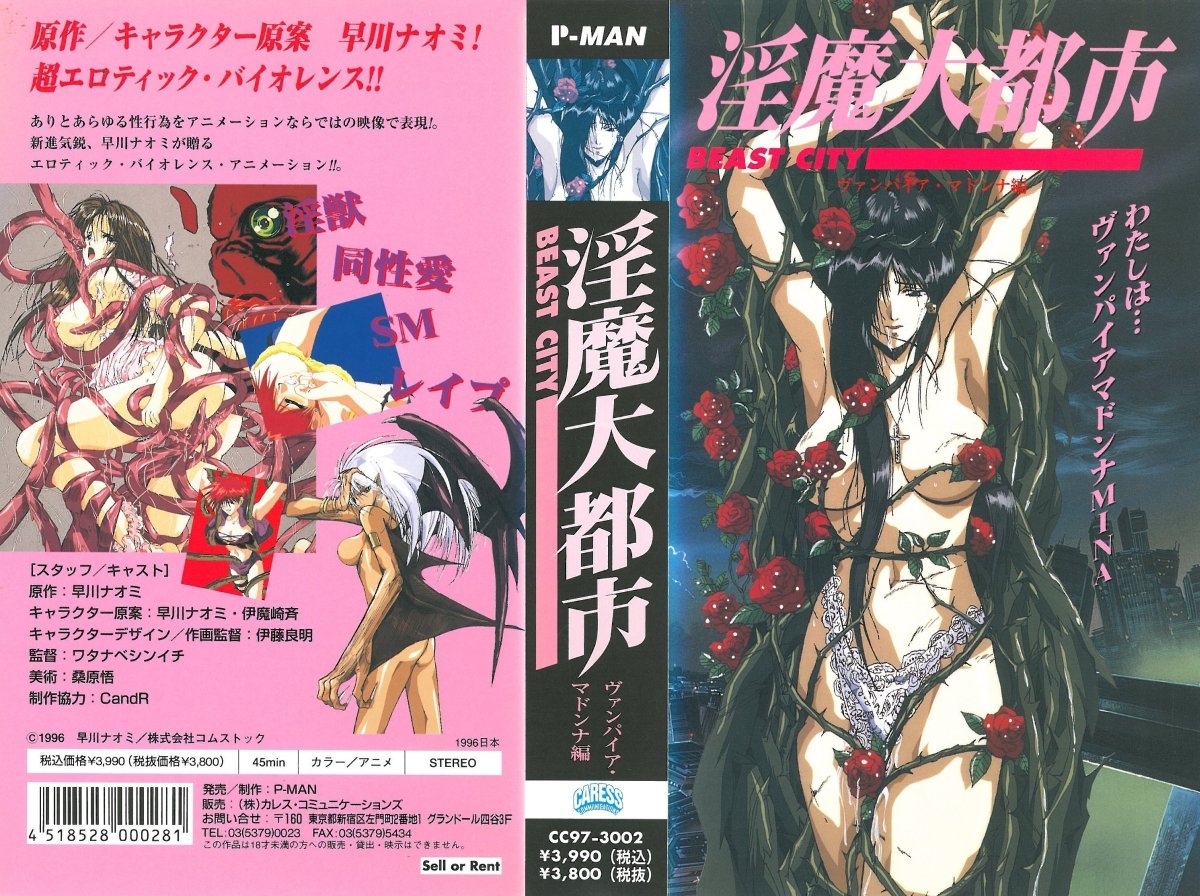 原作／キャラクター原案　早川ナオミ!
超エロティック・バイオレンス!!
ありとあらゆる性行為をアニメーションならではの映像で表現!。
新進気鋭、早川ナオミが贈る
エロティック・バイオレンス・アニメーション!!。
淫獣
同性愛
SM
レイプ
［スタッフ／キャスト］
原作：早川ナオミ
キャラクター原案：早川ナオミ・伊魔崎斉
キャラクターデザイン／作画監督：伊藤良明
監督：ワタナベシンイチ
美術：桑原悟
制作協力：CandR
©1996　早川ナオミ／株式会社コムストック
1996日本
税込価格¥3,990（税抜価格¥3,800）
45min
カラー／アニメ
STEREO
4 518528 000281
発売／制作：P-MAN
販売：（株）カレス・コミュニケーションズ
お問い合せ：〒160 東京都新宿区左門町2番地1 グランドール四谷3F
TEL:03(5379)0023　FAX:03(5379)5434
この作品は18才未満の方への販売・貸出・映示はできません。
Sell or Rent
P-MAN
淫魔大都市
BEAST CITY
ヴァンパイア・
マドンナ編
CARESS
COMMUNICATIONS
CC97-3002
¥3,990（税込）
¥3,800（税抜）
淫魔大都市
BEAST CITY
ヴァンパイア・マドンナ編
わたしは…
ヴァンパイアマドンナMINA